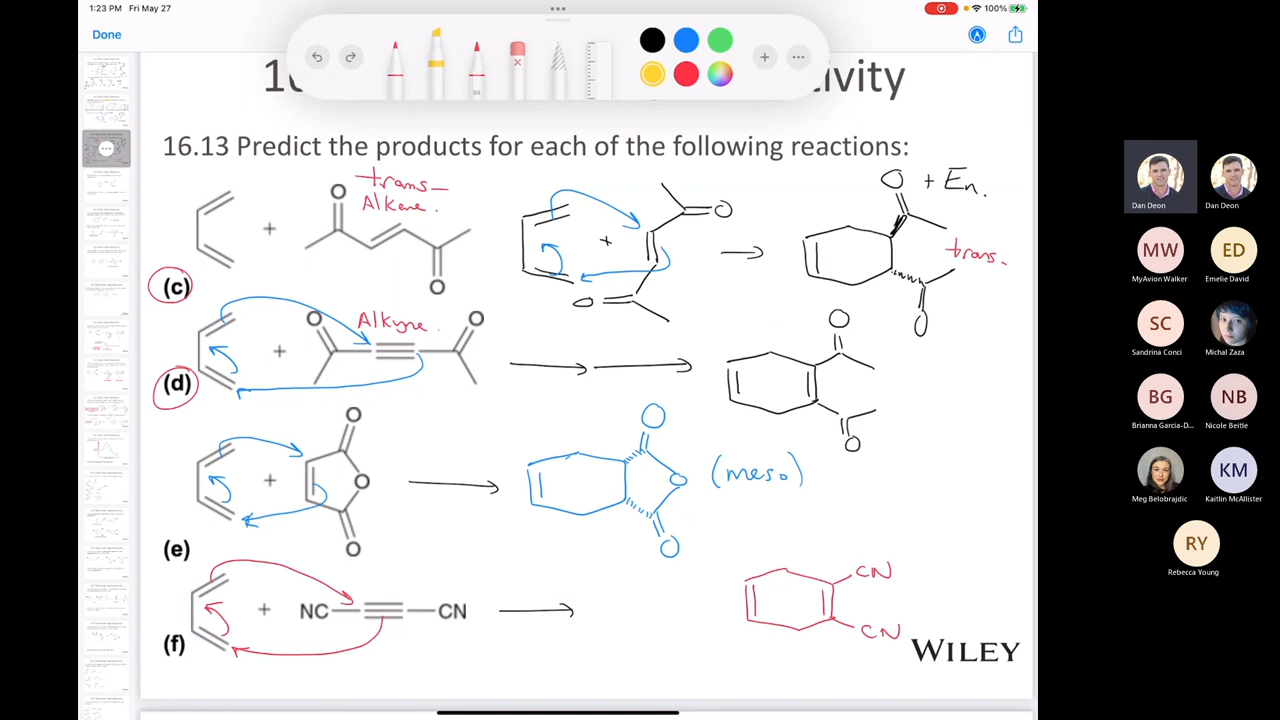 1:23 PM Fri May 27
100%
Done
50
tivity
16.13 Predict the products for each of the following reactions:
O trans-
Alkene.
O
(c)
+
O
O
+
O
O + En.
trans.
O
(d)
+
O
Alkyne.
O
O
O
(e)
+
O
O
O
O
O
O
(meso)
(f)
+
NC
CN
CN
CN
WILEY
Dan Deon
Dan Deon
MW
MyAvion Walker
ED
Emelie David
SC
Sandrina Conci
Michal Zaza
BG
Brianna Garcia-D...
NB
Nicole Beitle
Meg Belobrajdic
KM
Kaitlin McAllister
RY
Rebecca Young